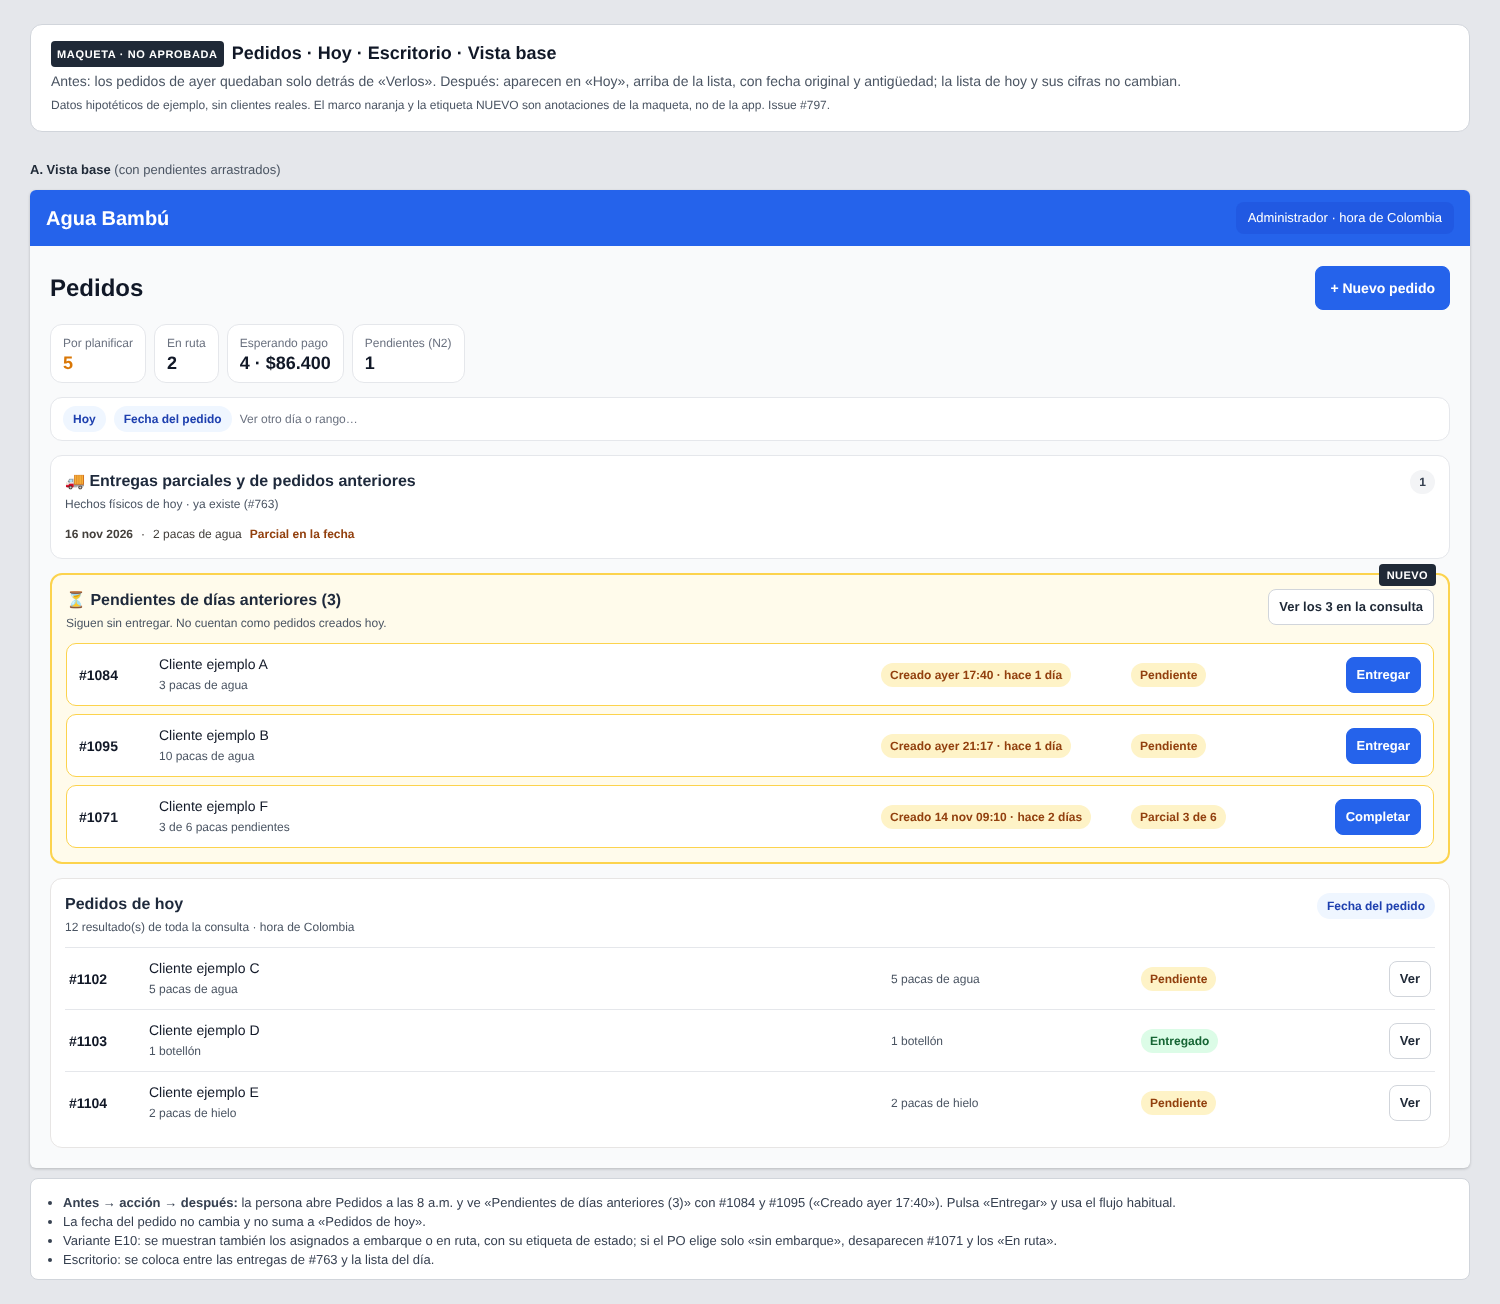 MAQUETA · NO APROBADA Pedidos · Hoy · Escritorio · Vista base
Antes: los pedidos de ayer quedaban solo detrás de «Verlos». Después: aparecen en «Hoy», arriba de la lista, con fecha original y antigüedad; la lista de hoy y sus cifras no cambian.
Datos hipotéticos de ejemplo, sin clientes reales. El marco naranja y la etiqueta NUEVO son anotaciones de la maqueta, no de la app. Issue #797.
A. Vista base (con pendientes arrastrados)
Agua Bambú
Administrador · hora de Colombia
Pedidos
+ Nuevo pedido
Por planificar
5
En ruta
2
Esperando pago
4 · $86.400
Pendientes (N2)
1
Hoy Fecha del pedido Ver otro día o rango…
🚚 Entregas parciales y de pedidos anteriores
1
Hechos físicos de hoy · ya existe (#763)
16 nov 2026 · 2 pacas de agua Parcial en la fecha
NUEVO
⏳ Pendientes de días anteriores (3)
Ver los 3 en la consulta
Siguen sin entregar. No cuentan como pedidos creados hoy.
#1084
Cliente ejemplo A
3 pacas de agua
Creado ayer 17:40 · hace 1 día
Pendiente
Entregar
#1095
Cliente ejemplo B
10 pacas de agua
Creado ayer 21:17 · hace 1 día
Pendiente
Entregar
#1071
Cliente ejemplo F
3 de 6 pacas pendientes
Creado 14 nov 09:10 · hace 2 días
Parcial 3 de 6
Completar
Pedidos de hoy
Fecha del pedido
12 resultado(s) de toda la consulta · hora de Colombia
#1102
Cliente ejemplo C
5 pacas de agua
5 pacas de agua
Pendiente
Ver
#1103
Cliente ejemplo D
1 botellón
1 botellón
Entregado
Ver
#1104
Cliente ejemplo E
2 pacas de hielo
2 pacas de hielo
Pendiente
Ver
• Antes → acción → después: la persona abre Pedidos a las 8 a.m. y ve «Pendientes de días anteriores (3)» con #1084 y #1095 («Creado ayer 17:40»). Pulsa «Entregar» y usa el flujo habitual.
• La fecha del pedido no cambia y no suma a «Pedidos de hoy».
• Variante E10: se muestran también los asignados a embarque o en ruta, con su etiqueta de estado; si el PO elige solo «sin embarque», desaparecen #1071 y los «En ruta».
• Escritorio: se coloca entre las entregas de #763 y la lista del día.